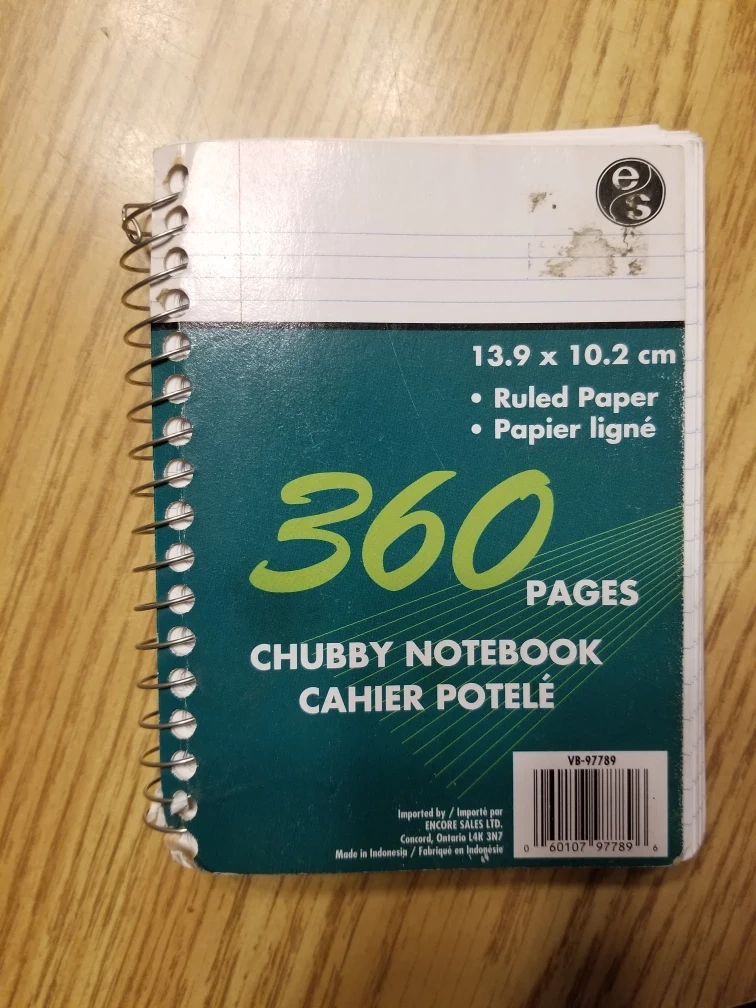 es
13.9 x 10.2 cm
• Ruled Paper
• Papier ligné
360
PAGES
CHUBBY NOTEBOOK
CAHIER POTELÉ
VB-97789
0 60107 97789 6
Imported by / Importé par
ENCORE SALES LTD.
Concord, Ontario L4K 3N7
Made in Indonesia / Fabriqué en Indonésie